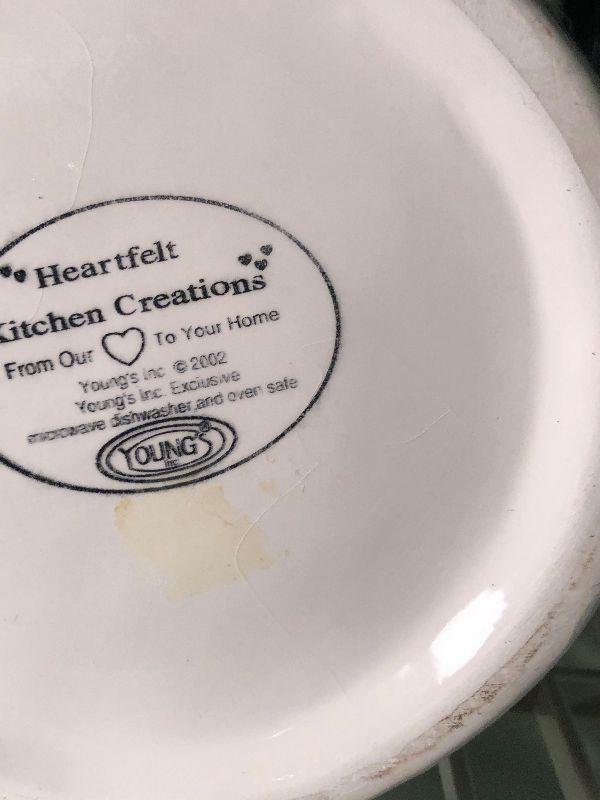 Heartfelt
Kitchen Creations
From Our To Your Home
Young's Inc © 2002
Young's Inc. Exclusive
microwave dishwasher and oven safe
YOUNG'S®
Inc.